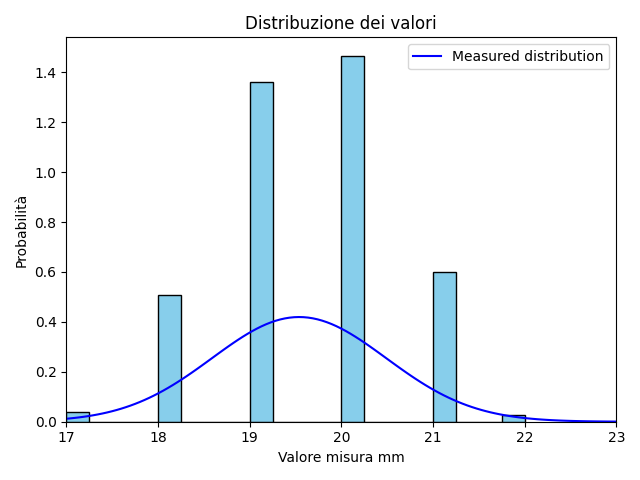 Distribuzione dei valori
Measured distribution
Probabilità
1.4
1.2
1.0
0.8
0.6
0.4
0.2
0.0
17 18 19 20 21 22 23
Valore misura mm